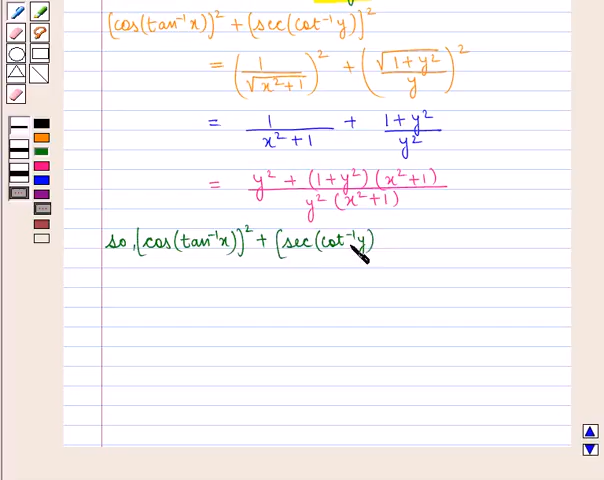 [cos(tan⁻¹x)]² + [sec(cot⁻¹y)]²
= (1/√(x²+1))² + (√(1+y²)/y)²
= 1/(x²+1) + (1+y²)/y²
= (y² + (1+y²)(x²+1))/(y²(x²+1))
so, [cos(tan⁻¹x)]² + [sec(cot⁻¹y)